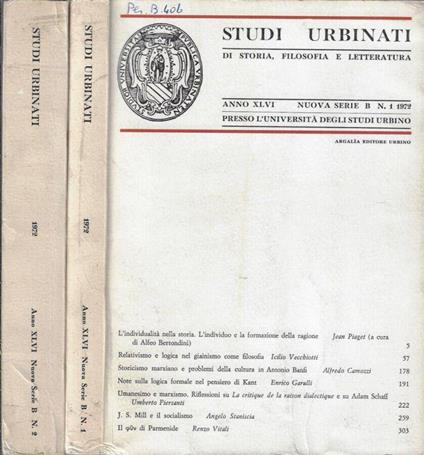 Per. B.406
STUDI URBINATI
DI STORIA, FILOSOFIA E LETTERATURA
ANNO XLVI NUOVA SERIE B N. 1 1972
PRESSO L'UNIVERSITÀ DEGLI STUDI URBINO
ARGALÌA EDITORE URBINO
L'individualità nella storia. L'individuo e la formazione della ragione Jean Piaget (a cura
di Alfeo Bertondini) 5
Relativismo e logica nel giainismo come filosofia Icilio Vecchiotti 57
Storicismo marxiano e problemi della cultura in Antonio Banfi Alfredo Camozzi 178
Note sulla logica formale nel pensiero di Kant Enrico Garulli 191
Umanesimo e marxismo. Riflessioni su La critique de la raison dialectique e su Adam Schaff
Umberto Piersanti 222
J. S. Mill e il socialismo Angelo Staniscia 259
Il φῦν di Parmenide Renzo Vitali 303
STUDI URBINATI
1972
Anno XLVI Nuova Serie B N. 2
STUDI URBINATI
1972
Anno XLVI Nuova Serie B N. 1